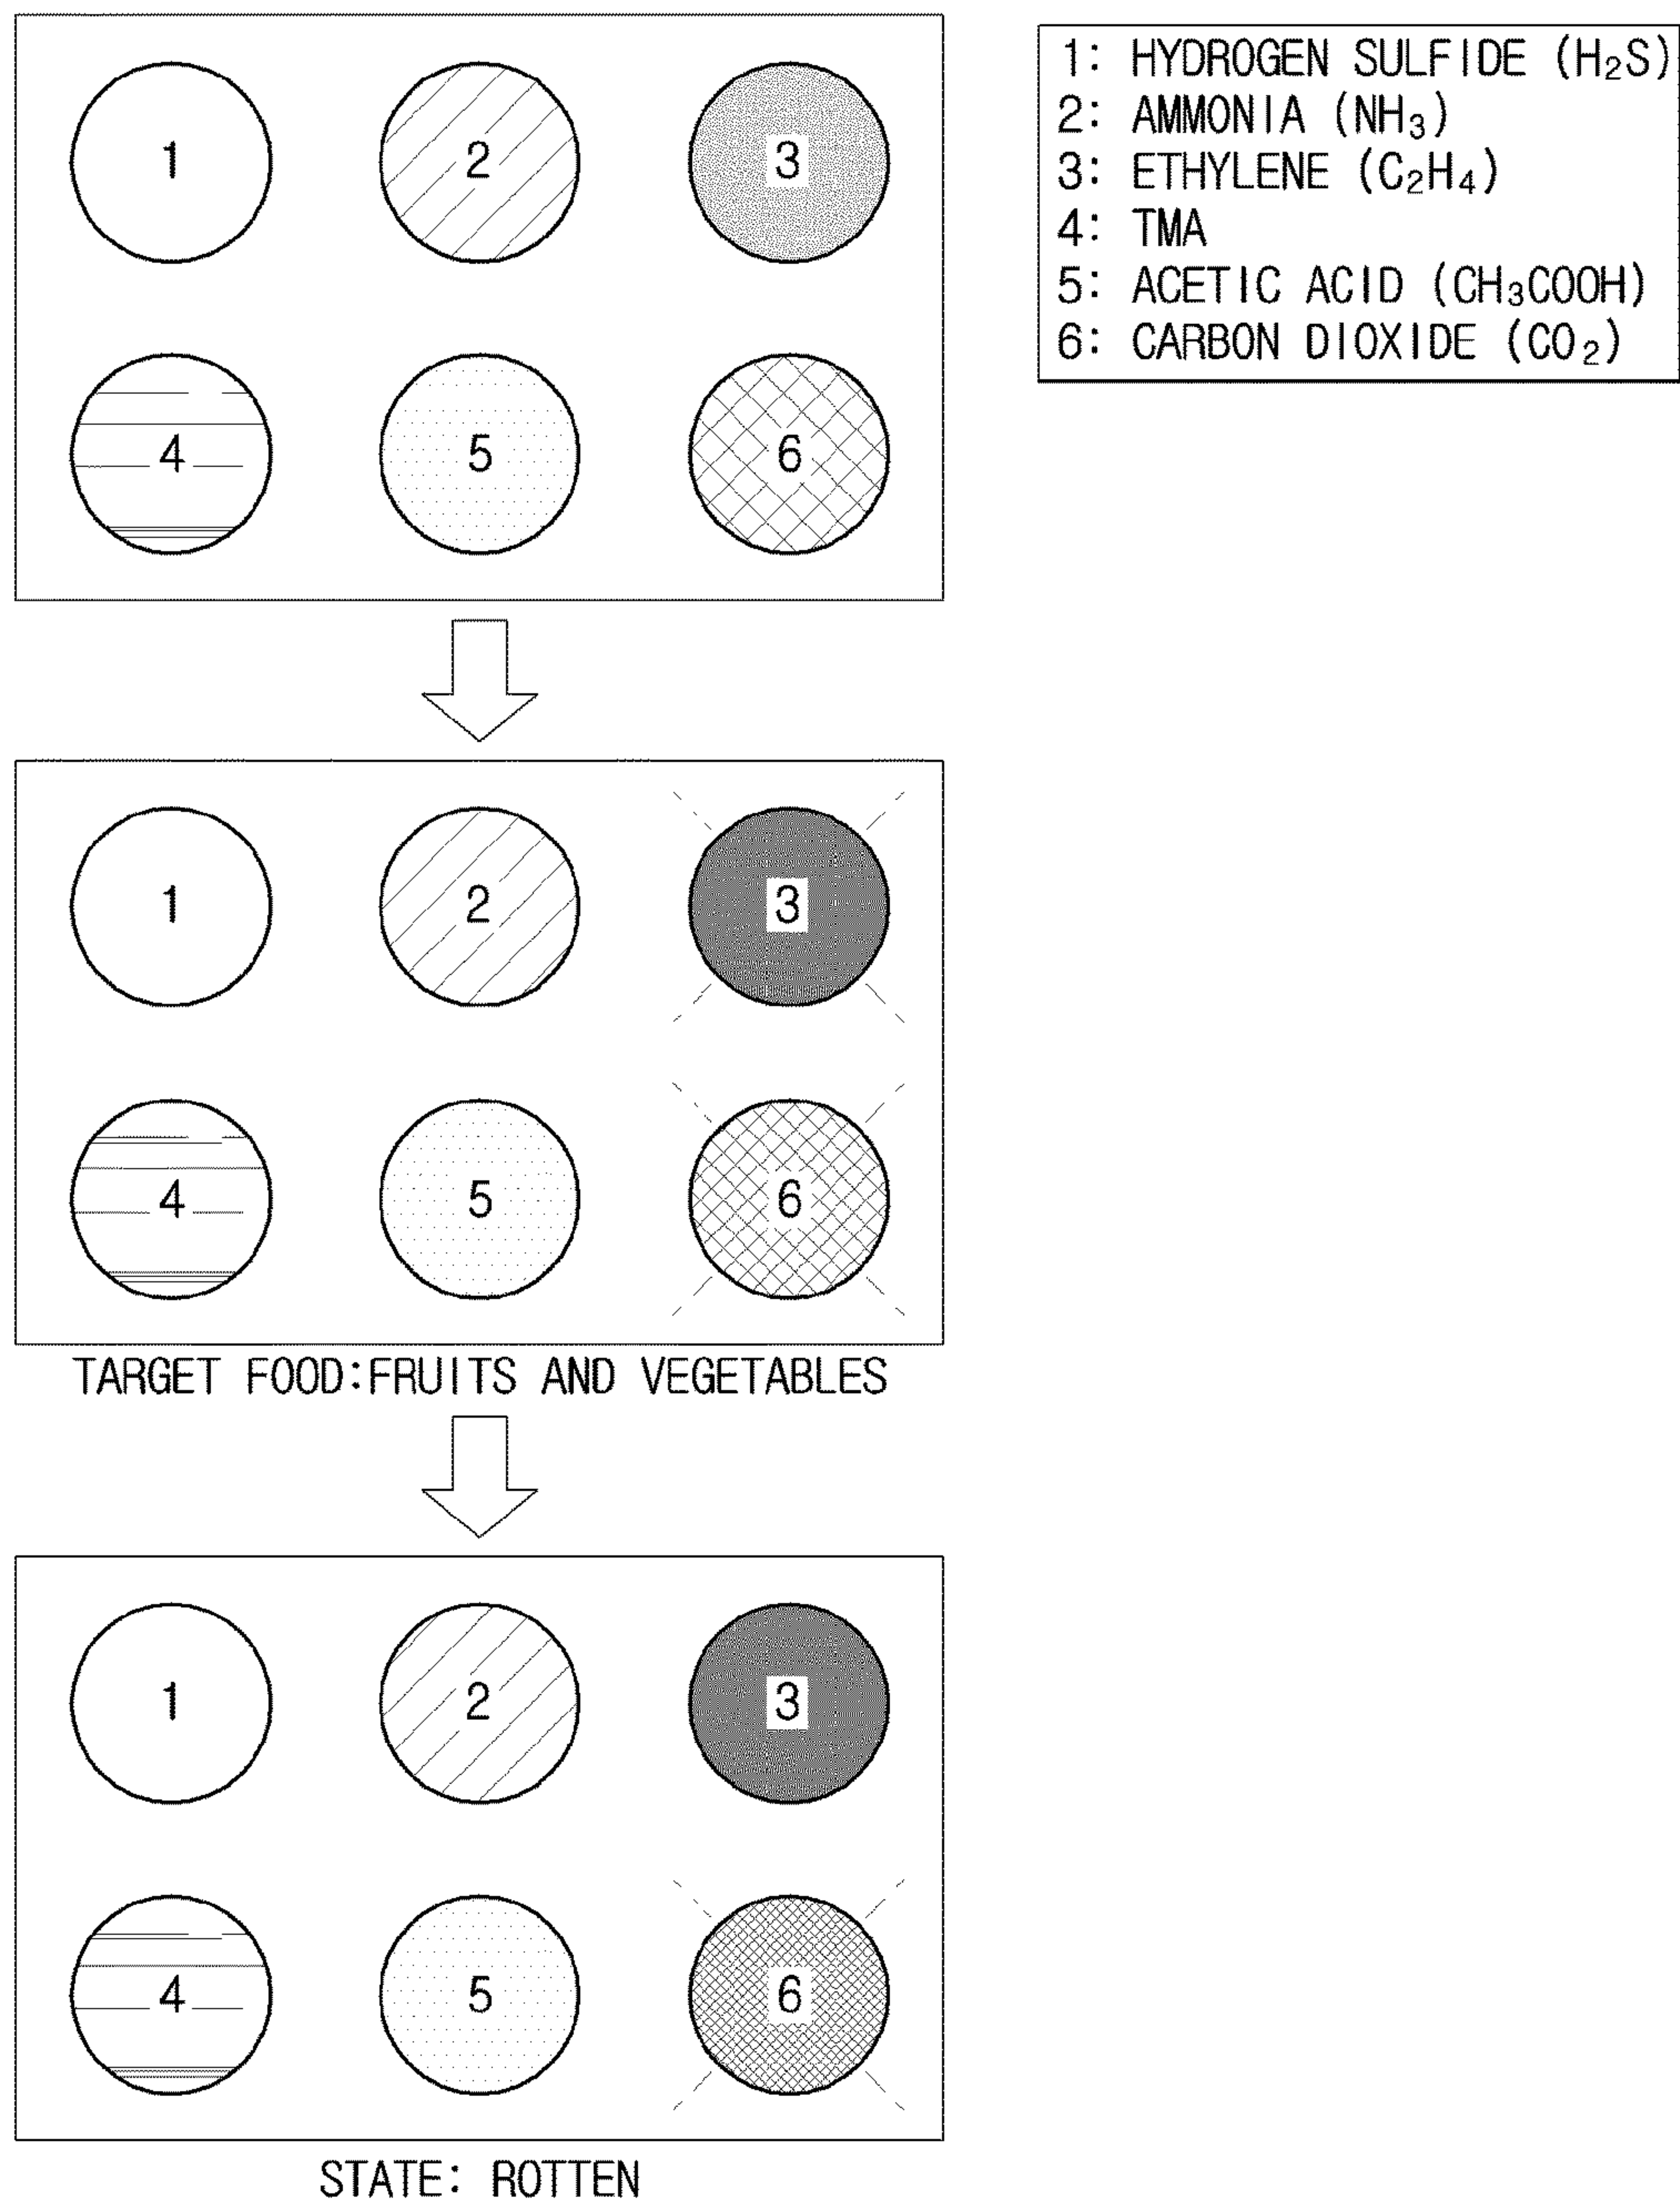 1 2 3
4 5 6
1: HYDROGEN SULFIDE (H₂S)
2: AMMONIA (NH₃)
3: ETHYLENE (C₂H₄)
4: TMA
5: ACETIC ACID (CH₃COOH)
6: CARBON DIOXIDE (CO₂)
1 2 3
4 5 6
TARGET FOOD:FRUITS AND VEGETABLES
1 2 3
4 5 6
STATE: ROTTEN